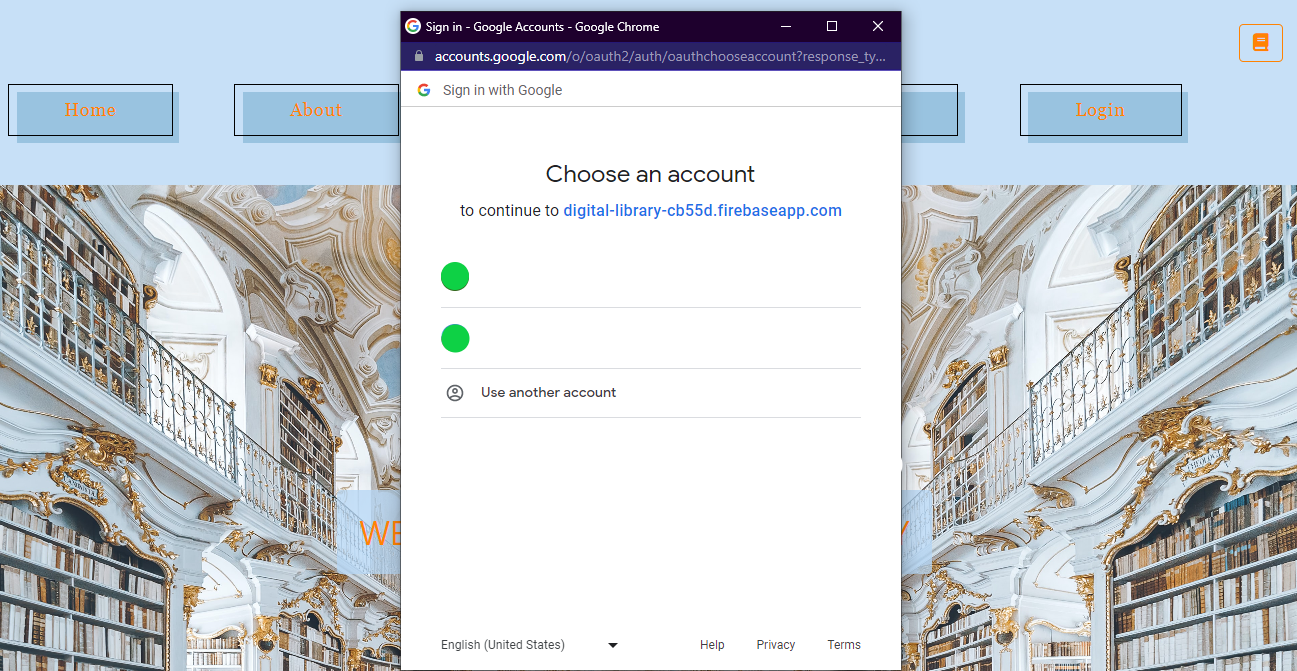 Sign in - Google Accounts - Google Chrome
accounts.google.com/o/oauth2/auth/oauthchooseaccount?response_ty...
Sign in with Google
Home
About
Login
Choose an account
to continue to digital-library-cb55d.firebaseapp.com
Use another account
WE
Y
English (United States)
Help
Privacy
Terms